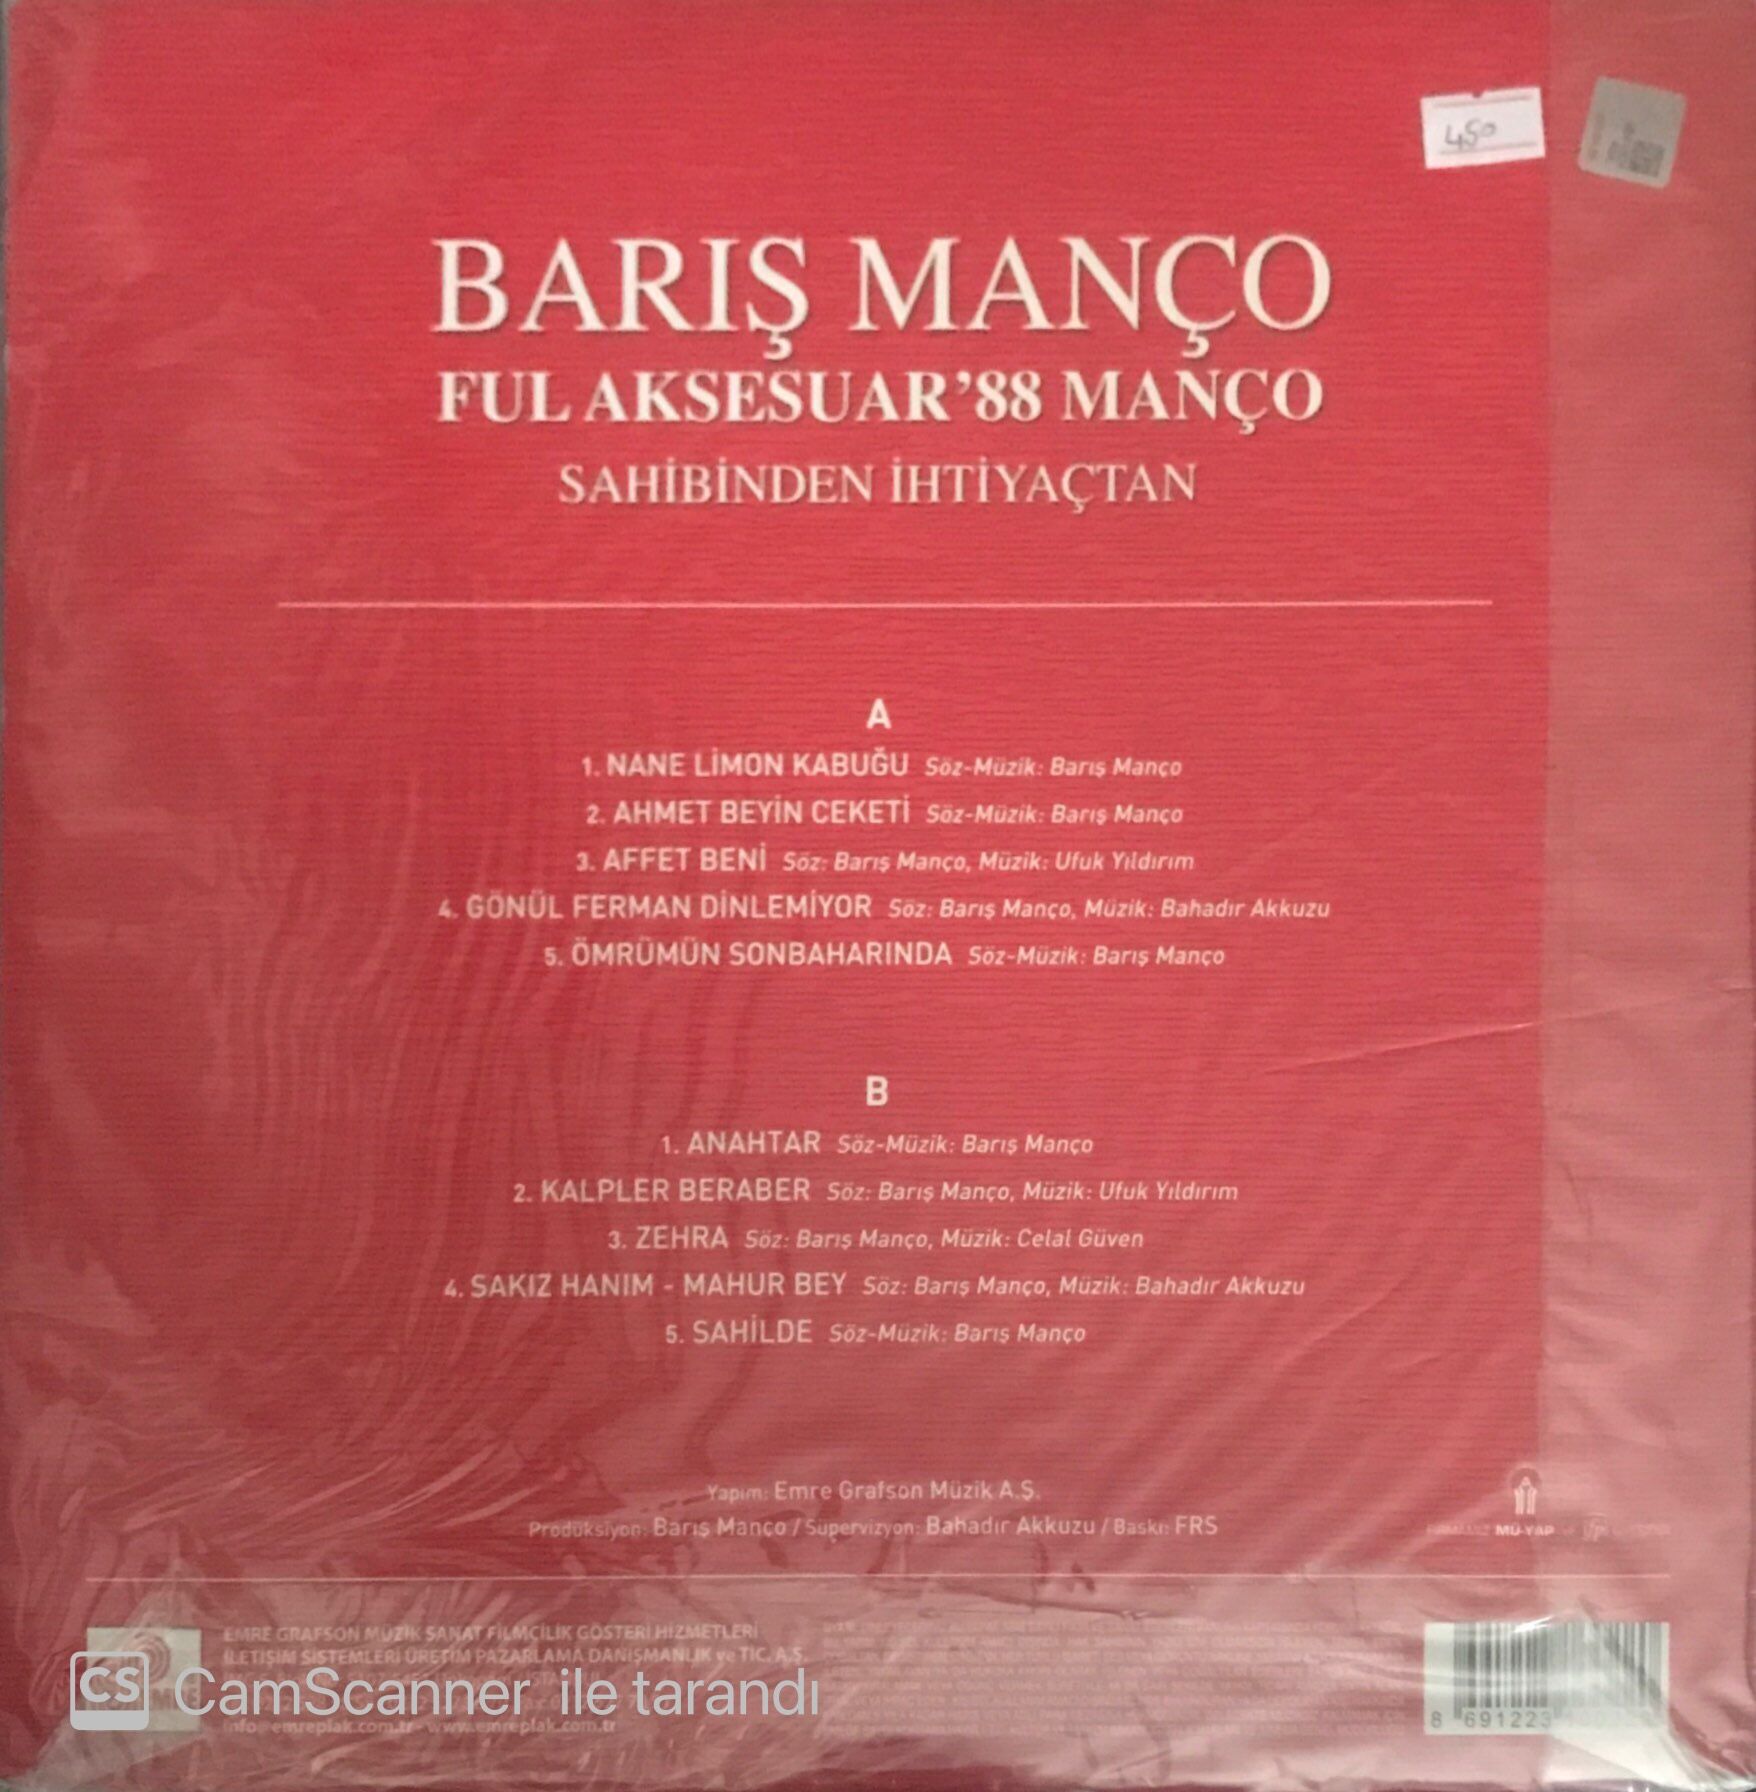 450
BARIŞ MANÇO
FUL AKSESUAR'88 MANÇO
SAHİBİNDEN İHTİYAÇTAN
A
1. NANE LİMON KABUĞU Söz-Müzik: Barış Manço
2. AHMET BEYİN CEKETİ Söz-Müzik: Barış Manço
3. AFFET BENİ Söz: Barış Manço, Müzik: Ufuk Yıldırım
4. GÖNÜL FERMAN DİNLEMİYOR Söz: Barış Manço, Müzik: Bahadır Akkuzu
5. ÖMRÜMÜN SONBAHARINDA Söz-Müzik: Barış Manço
B
1. ANAHTAR Söz-Müzik: Barış Manço
2. KALPLER BERABER Söz: Barış Manço, Müzik: Ufuk Yıldırım
3. ZEHRA Söz: Barış Manço, Müzik: Celal Güven
4. SAKIZ HANIM - MAHUR BEY Söz: Barış Manço, Müzik: Bahadır Akkuzu
5. SAHİLDE Söz-Müzik: Barış Manço
Yapım: Emre Grafson Müzik A.Ş.
Prodüksiyon: Barış Manço / Süpervizyon: Bahadır Akkuzu / Baskı: FRS
MÜ-YAP
EMRE GRAFSON MÜZİK SANAT FİLMCİLİK GÖSTERİ HİZMETLERİ
İLETİŞİM SİSTEMLERİ ÜRETİM PAZARLAMA DANIŞMANLIK ve TİC. A.Ş.
CS CamScanner ile tarandı
info@emreplak.com.tr - www.emreplak.com.tr
8 691223